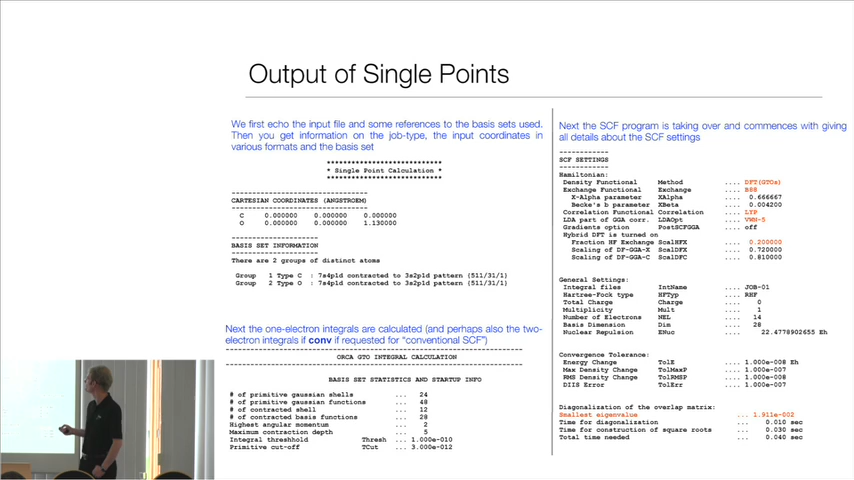 Output of Single Points
We first echo the input file and some references to the basis sets used.
Then you get information on the job-type, the input coordinates in
various formats and the basis set
****************************
* Single Point Calculation *
****************************
---------------------------------
CARTESIAN COORDINATES (ANGSTROEM)
---------------------------------
C 0.000000 0.000000 0.000000
O 0.000000 0.000000 1.130000
---------------------
BASIS SET INFORMATION
---------------------
There are 2 groups of distinct atoms
Group 1 Type C : 7s4p1d contracted to 3s2p1d pattern {511/31/1}
Group 2 Type O : 7s4p1d contracted to 3s2p1d pattern {511/31/1}
Next the one-electron integrals are calculated (and perhaps also the two-
electron integrals if conv if requested for “conventional SCF”)
------------------------------------------------------------------------------
ORCA GTO INTEGRAL CALCULATION
------------------------------------------------------------------------------
BASIS SET STATISTICS AND STARTUP INFO
# of primitive gaussian shells ... 24
# of primitive gaussian functions ... 48
# of contracted shell ... 12
# of contracted basis functions ... 28
Highest angular momentum ... 2
Maximum contraction depth ... 5
Integral threshhold Thresh ... 1.000e-010
Primitive cut-off TCut ... 3.000e-012
Next the SCF program is taking over and commences with giving
all details about the SCF settings
------------
SCF SETTINGS
------------
Hamiltonian:
Density Functional Method .... DFT(GTOs)
Exchange Functional Exchange .... B88
X-Alpha parameter XAlpha .... 0.666667
Becke's b parameter XBeta .... 0.004200
Correlation Functional Correlation .... LYP
LDA part of GGA corr. LDAOpt .... VWN-5
Gradients option PostSCFGGA .... off
Hybrid DFT is turned on
Fraction HF Exchange ScalHFX .... 0.200000
Scaling of DF-GGA-X ScalDFX .... 0.720000
Scaling of DF-GGA-C ScalDFC .... 0.810000
General Settings:
Integral files IntName .... JOB-01
Hartree-Fock type HFTyp .... RHF
Total Charge Charge .... 0
Multiplicity Mult .... 1
Number of Electrons NEL .... 14
Basis Dimension Dim .... 28
Nuclear Repulsion ENuc .... 22.4778902655 Eh
Convergence Tolerance:
Energy Change TolE .... 1.000e-008 Eh
Max Density Change TolMaxP .... 1.000e-007
RMS Density Change TolRMSP .... 1.000e-008
DIIS Error TolErr .... 1.000e-007
Diagonalization of the overlap matrix:
Smallest eigenvalue ... 1.911e-002
Time for diagonalization ... 0.010 sec
Time for construction of square roots ... 0.030 sec
Total time needed ... 0.040 sec